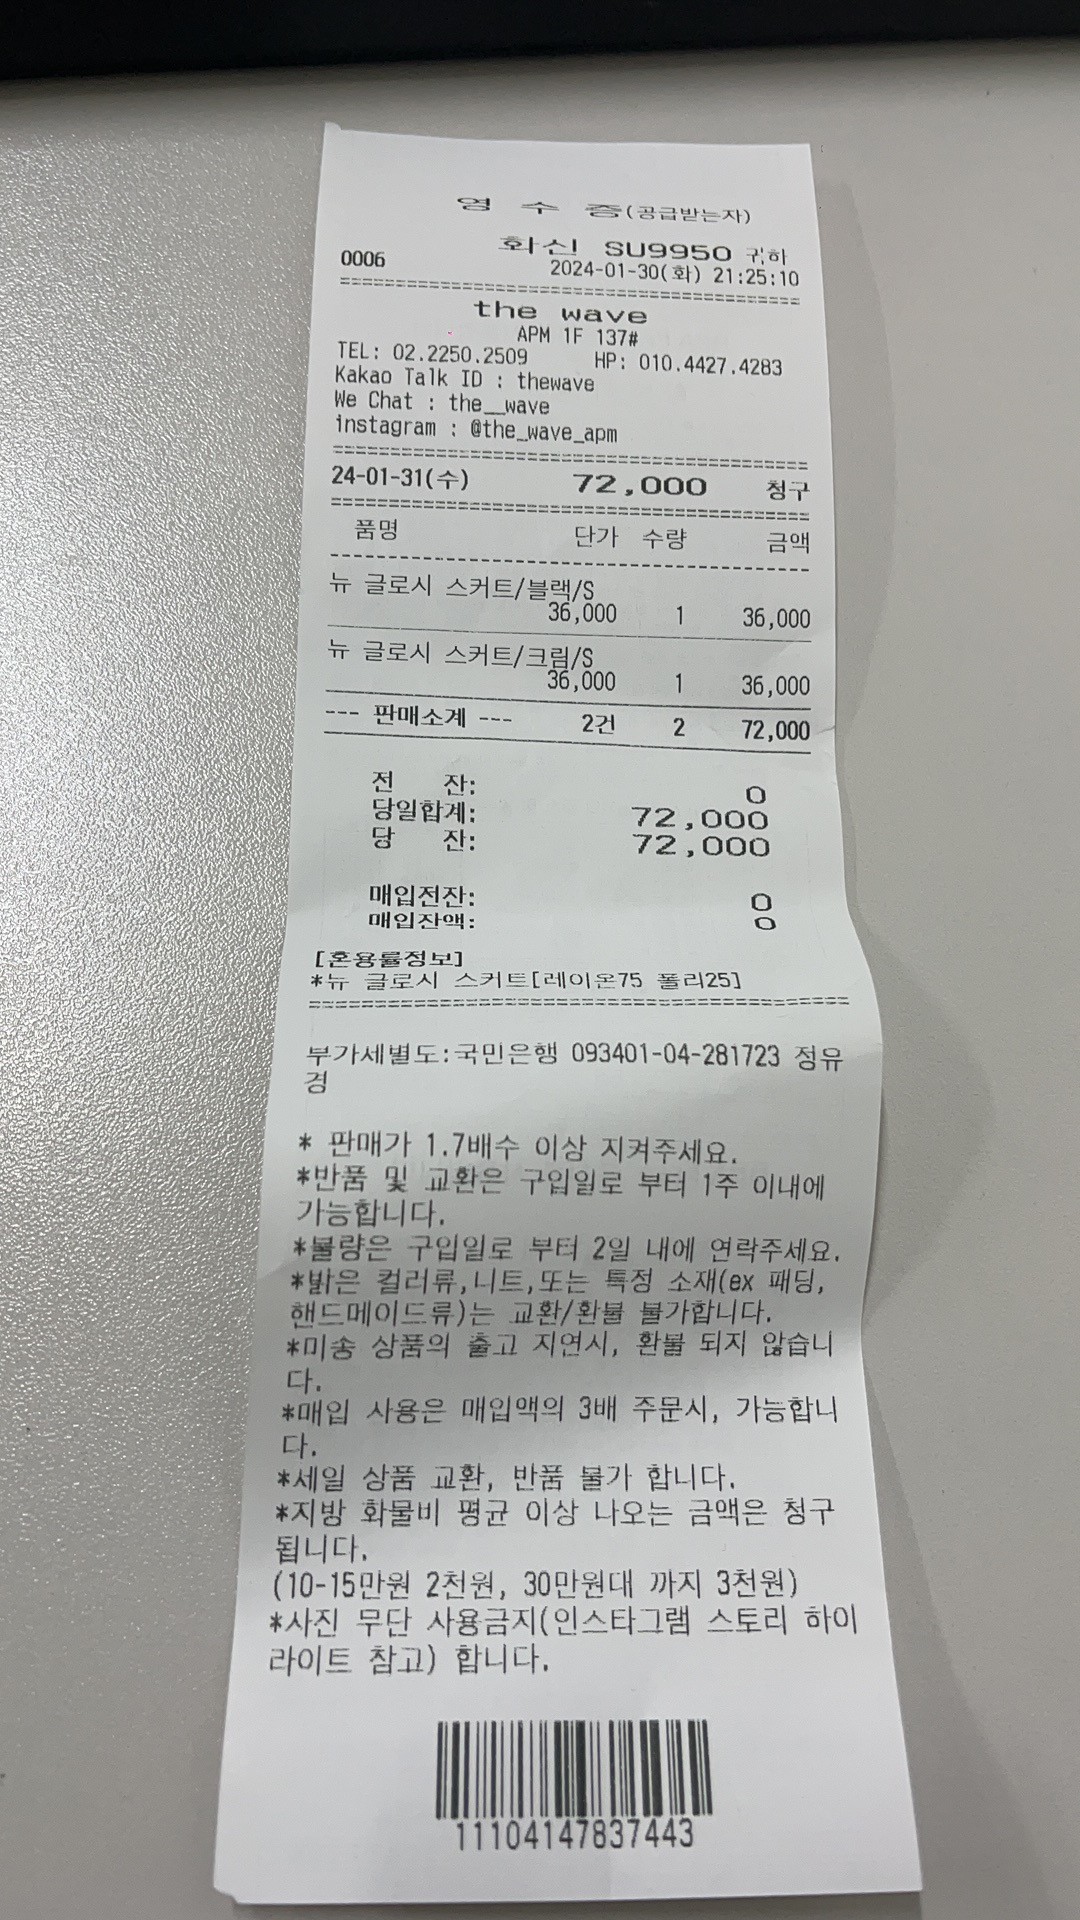 영 수 증(공급받는자)
화신 SU9950 귀하
0006 2024-01-30(화) 21:25:10
========================================
the wave
APM 1F 137#
TEL: 02.2250.2509 HP: 010.4427.4283
Kakao Talk ID : thewave
We Chat : the__wave
instagram : @the_wave_apm
========================================
24-01-31(수) 72,000 청구
========================================
품명 단가 수량 금액
----------------------------------------
뉴 글로시 스커트/블랙/S
36,000 1 36,000
뉴 글로시 스커트/크림/S
36,000 1 36,000
--- 판매소계 --- 2건 2 72,000
전 잔: 0
당일합계: 72,000
당 잔: 72,000
매입전잔: 0
매입잔액: 0
[혼용률정보]
*뉴 글로시 스커트[레이온75 폴리25]
========================================
부가세별도:국민은행 093401-04-281723 정유
경
* 판매가 1.7배수 이상 지켜주세요.
*반품 및 교환은 구입일로 부터 1주 이내에
가능합니다.
*불량은 구입일로 부터 2일 내에 연락주세요.
*밝은 컬러류,니트,또는 특정 소재(ex 패딩,
핸드메이드류)는 교환/환불 불가합니다.
*미송 상품의 출고 지연시, 환불 되지 않습니
다.
*매입 사용은 매입액의 3배 주문시, 가능합니
다.
*세일 상품 교환, 반품 불가 합니다.
*지방 화물비 평균 이상 나오는 금액은 청구
됩니다.
(10-15만원 2천원, 30만원대 까지 3천원)
*사진 무단 사용금지(인스타그램 스토리 하이
라이트 참고) 합니다.
11104147837443